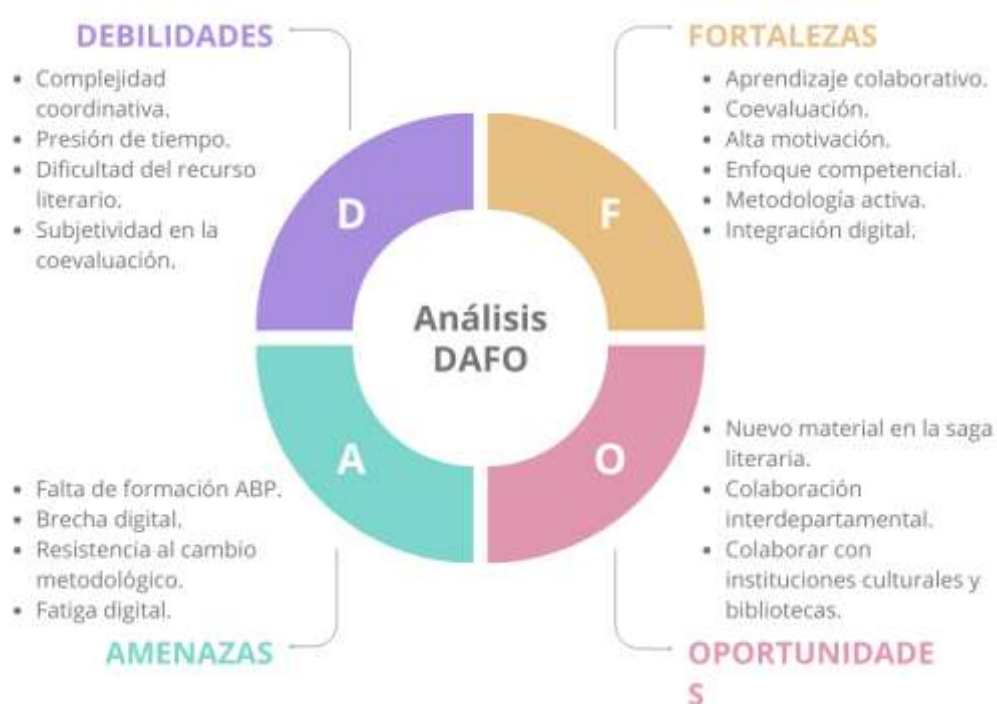 DEBILIDADES
• Complejidad
coordinativa.
• Presión de tiempo.
• Dificultad del recurso
literario.
• Subjetividad en la
coevaluación.
FORTALEZAS
• Aprendizaje colaborativo.
• Coevaluación.
• Alta motivación.
• Enfoque competencial.
• Metodología activa.
• Integración digital.
D
F
Análisis
DAFO
A
O
• Falta de formación ABP.
• Brecha digital.
• Resistencia al cambio
metodológico.
• Fatiga digital.
AMENAZAS
• Nuevo material en la saga
literaria.
• Colaboración
interdepartamental.
• Colaborar con
instituciones culturales y
bibliotecas.
OPORTUNIDADE
S